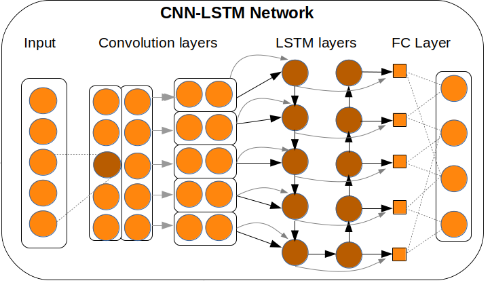 CNN-LSTM Network
Input
Convolution layers
LSTM layers
FC Layer